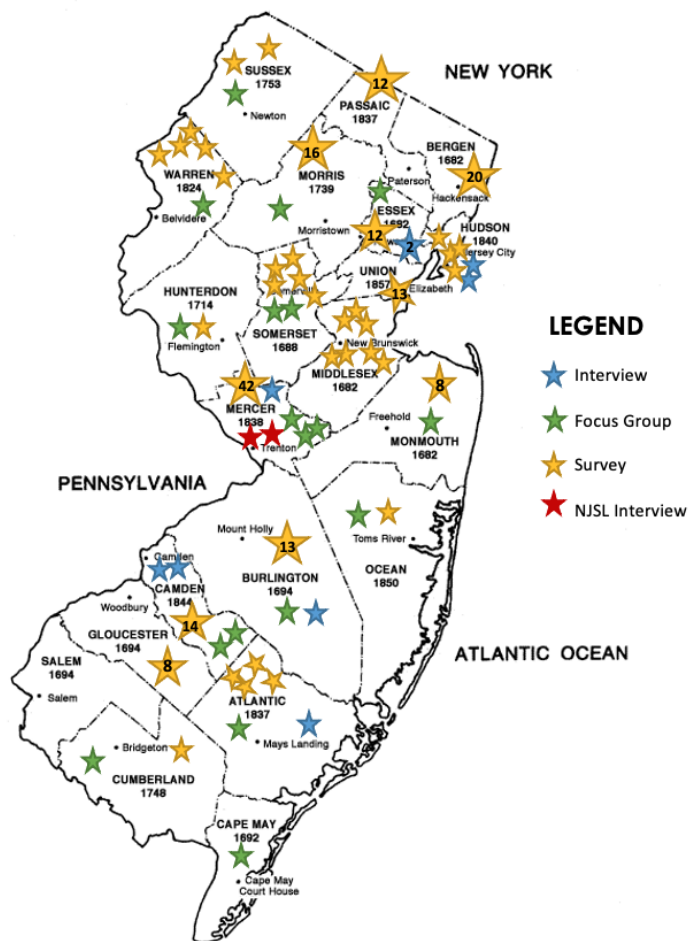 NEW YORK
SUSSEX
1753
Newton
12
PASSAIC
1837
16
MORRIS
1739
BERGEN
1682
20
Hackensack
Paterson
WARREN
1824
Belvidere
ESSEX
1682
12
2
Morristown
HUDSON
1840
UNION
1857
13
Elizabeth
HUNTERDON
1714
Flemington
SOMERSET
1688
New Brunswick
MIDDLESEX
1682
42
MERCER
1838
Trenton
8
Freehold
MONMOUTH
1682
LEGEND
Interview
Focus Group
Survey
NJSL Interview
PENNSYLVANIA
Mount Holly
13
BURLINGTON
1694
Toms River
OCEAN
1850
Camden
CAMDEN
1844
14
Woodbury
GLOUCESTER
1694
8
SALEM
1694
Salem
ATLANTIC OCEAN
ATLANTIC
1837
Mays Landing
Bridgeton
CUMBERLAND
1748
CAPE MAY
1692
Cape May
Court House